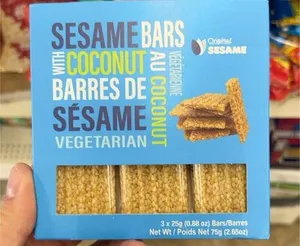 SESAME BARS
WITH COCONUT
BARRES DE
SÉSAME
AU COCONUT
VÉGÉTARIENNE
VEGETARIAN
SESAME
3 x 25g (0.88 oz) Bars/Barres
Net Wt / Poids Net 75g (2.65oz)